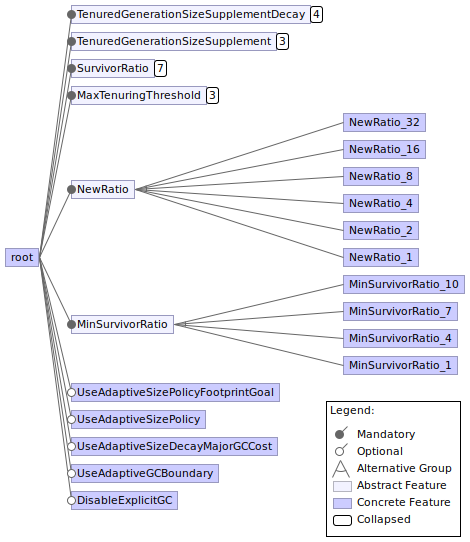 TenuredGenerationSizeSupplementDecay 4
TenuredGenerationSizeSupplement 3
SurvivorRatio 7
MaxTenuringThreshold 3
NewRatio_32
NewRatio_16
NewRatio_8
NewRatio
NewRatio_4
NewRatio_2
NewRatio_1
root
MinSurvivorRatio_10
MinSurvivorRatio_7
MinSurvivorRatio
MinSurvivorRatio_4
MinSurvivorRatio_1
UseAdaptiveSizePolicyFootprintGoal
UseAdaptiveSizePolicy
UseAdaptiveSizeDecayMajorGCCost
UseAdaptiveGCBoundary
DisableExplicitGC
Legend:
Mandatory
Optional
Alternative Group
Abstract Feature
Concrete Feature
Collapsed